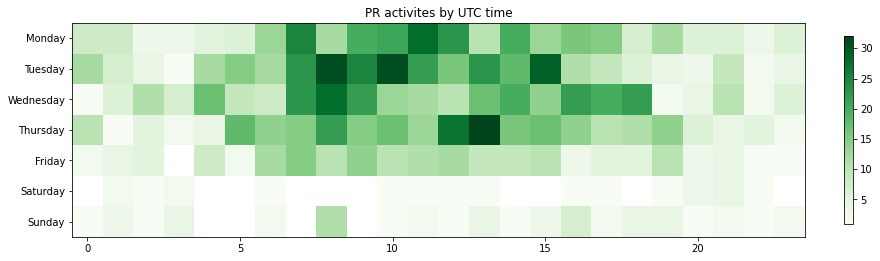 PR activites by UTC time
Monday
Tuesday
Wednesday
Thursday
Friday
Saturday
Sunday
0 5 10 15 20
30
25
20
15
10
5